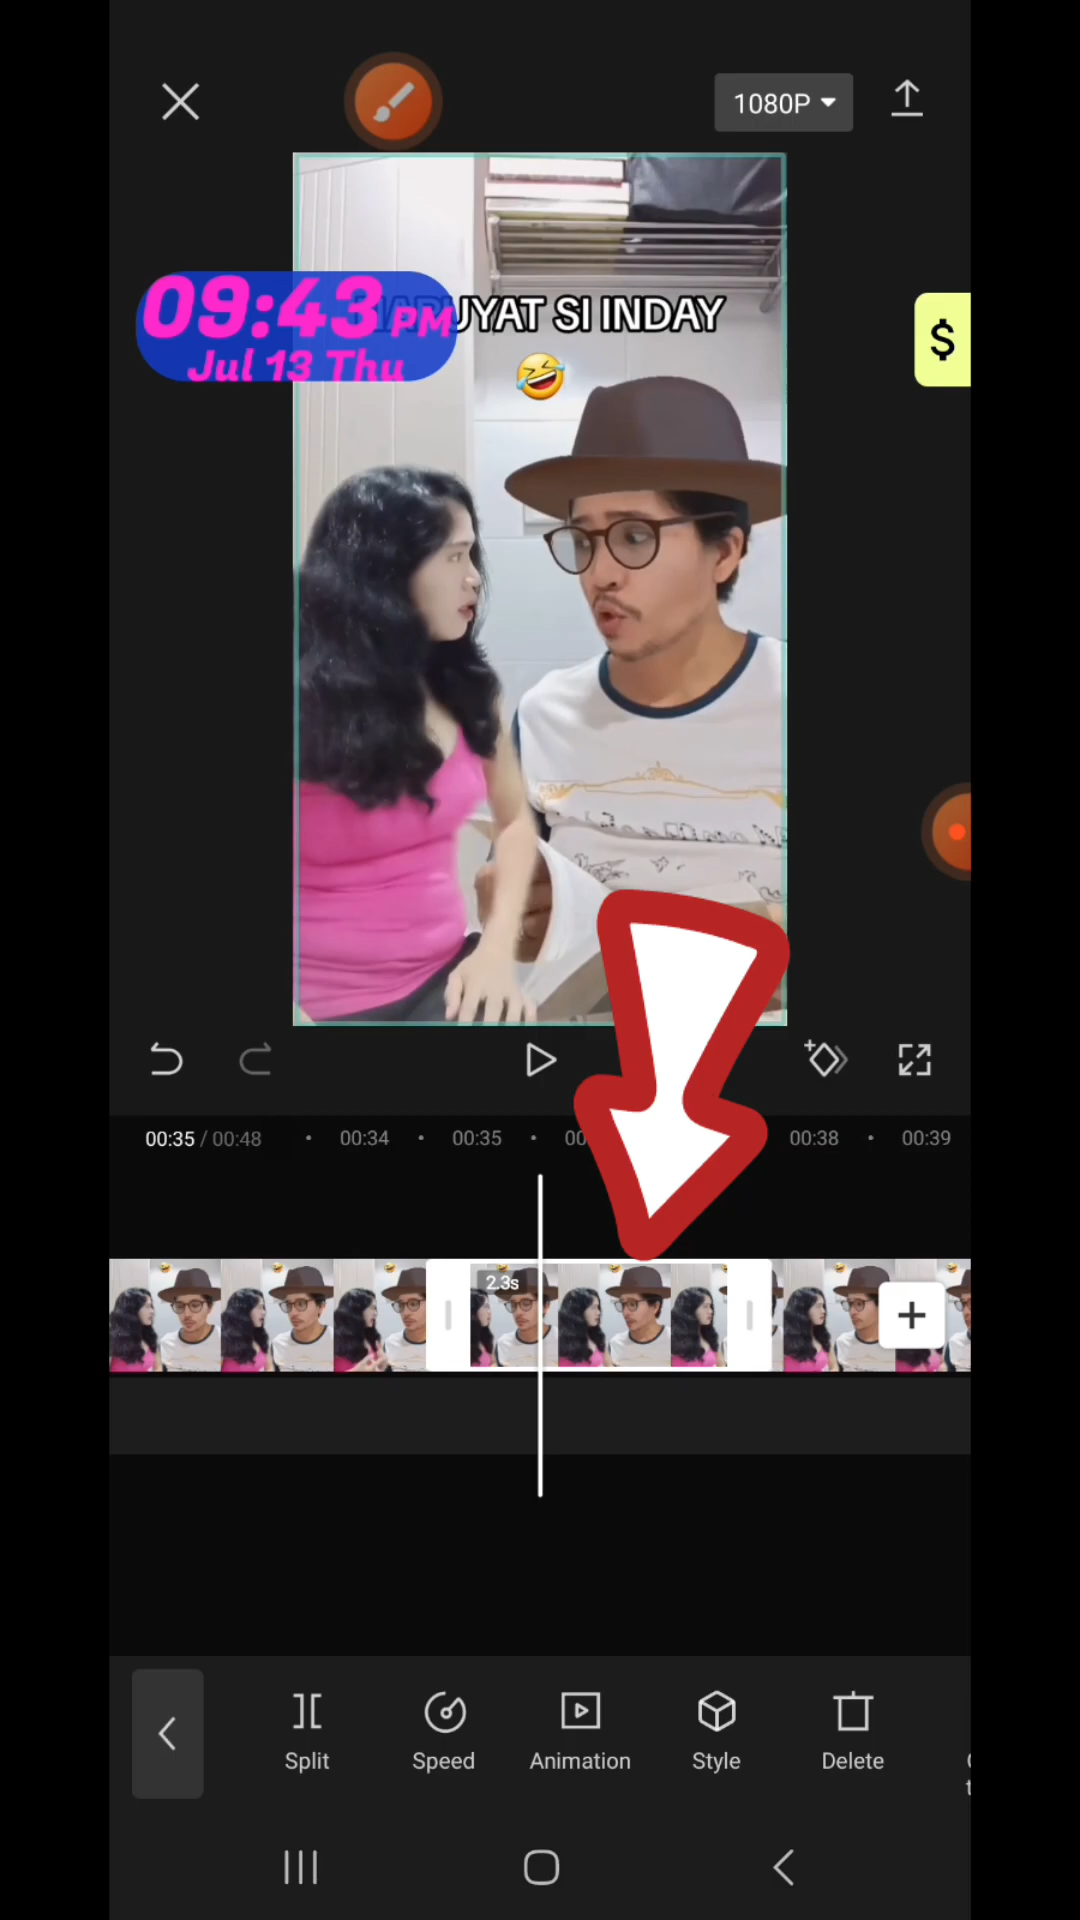 1080P
09:43 PM
Jul 13 Thu
UYAT SI INDAY
$
00:35 / 00:48
00:34
00:35
00:38
00:39
2.3s
Split
Speed
Animation
Style
Delete